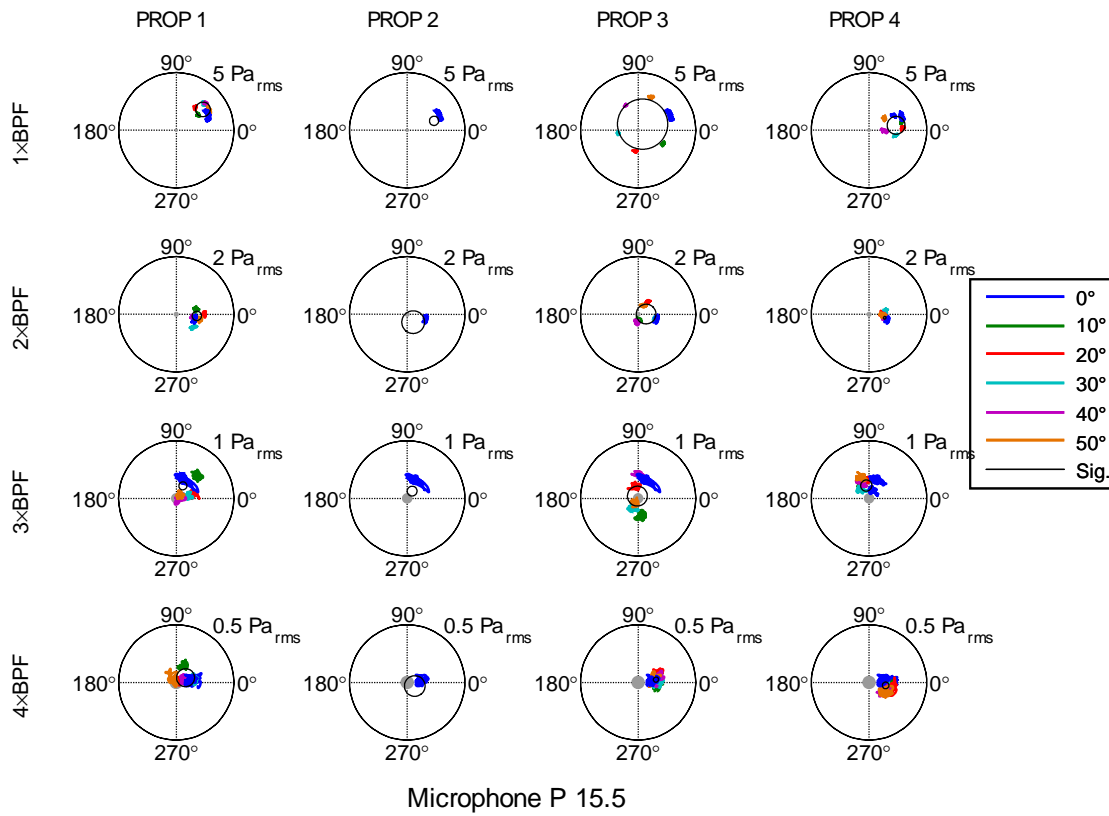 PROP 1 PROP 2 PROP 3 PROP 4
1×BPF
90° 5 Pa rms 180° 0° 270°
90° 5 Pa rms 180° 0° 270°
90° 5 Pa rms 180° 0° 270°
90° 5 Pa rms 180° 0° 270°
2×BPF
90° 2 Pa rms 180° 0° 270°
90° 2 Pa rms 180° 0° 270°
90° 2 Pa rms 180° 0° 270°
90° 2 Pa rms 180° 0° 270°
3×BPF
90° 1 Pa rms 180° 0° 270°
90° 1 Pa rms 180° 0° 270°
90° 1 Pa rms 180° 0° 270°
90° 1 Pa rms 180° 0° 270°
4×BPF
90° 0.5 Pa rms 180° 0° 270°
90° 0.5 Pa rms 180° 0° 270°
90° 0.5 Pa rms 180° 0° 270°
90° 0.5 Pa rms 180° 0° 270°
0°
10°
20°
30°
40°
50°
Sig.
Microphone P 15.5